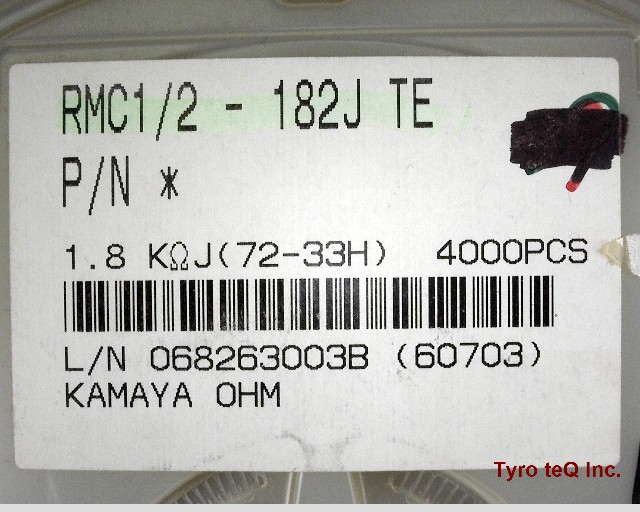 RMC1/2 - 182J TE
P/N *
1.8 KΩJ(72-33H) 4000PCS
L/N 068263003B (60703)
KAMAYA OHM
Tyro teQ Inc.